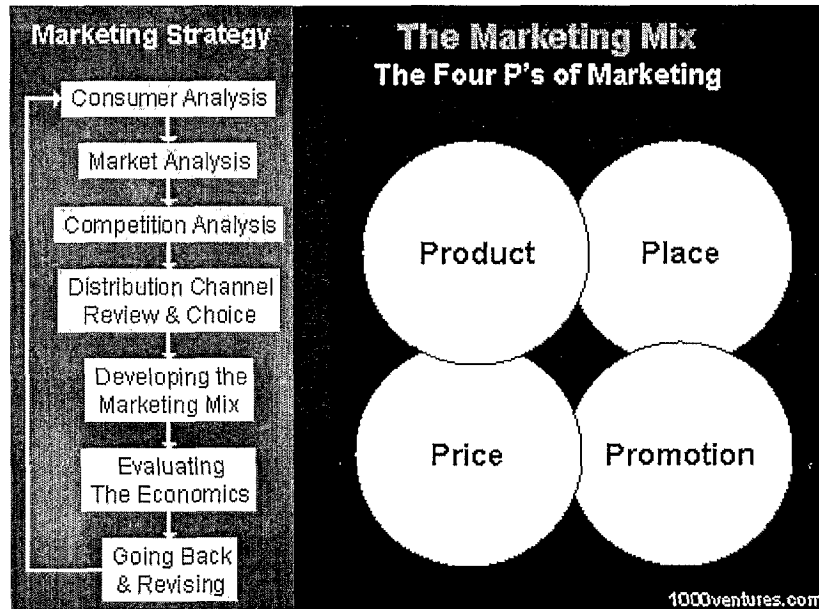 Marketing Strategy
Consumer Analysis
Market Analysis
Competition Analysis
Distribution Channel
Review & Choice
Developing the
Marketing Mix
Evaluating
The Economics
Going Back
& Revising
The Marketing Mix
The Four P's of Marketing
Product
Place
Price
Promotion
1000ventures.com